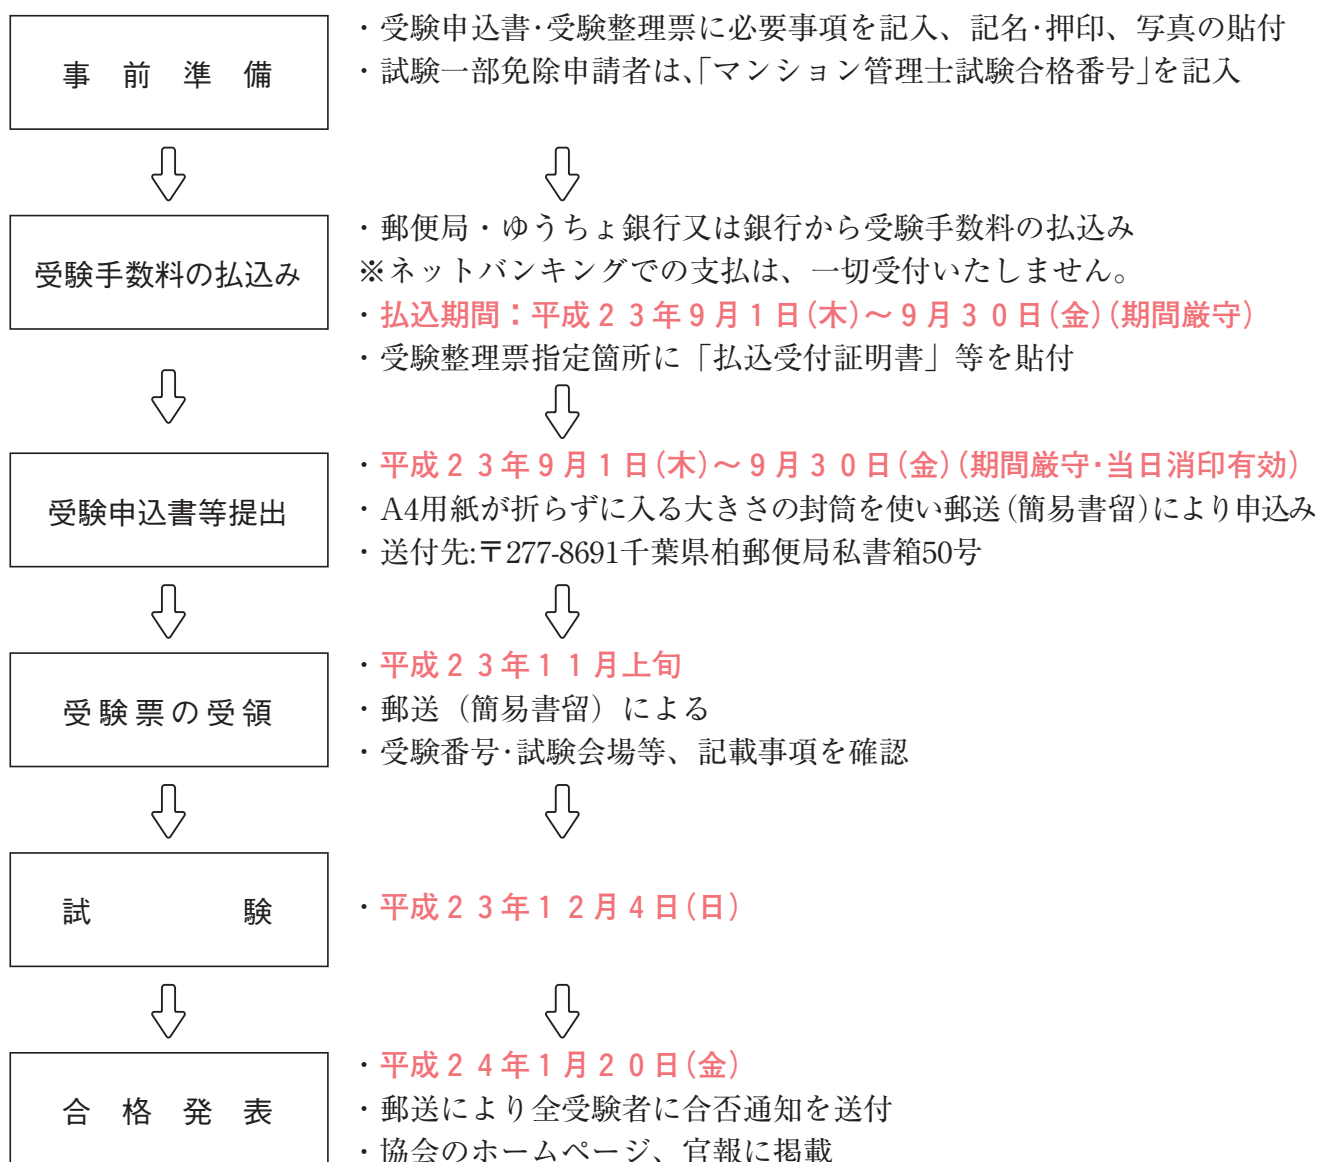 事前準備
・受験申込書・受験整理票に必要事項を記入、記名・押印、写真の貼付
・試験一部免除申請者は、「マンション管理士試験合格番号」を記入
受験手数料の払込み
・郵便局・ゆうちょ銀行又は銀行から受験手数料の払込み
※ネットバンキングでの支払は、一切受付いたしません。
・払込期間：平成２３年９月１日(木)～９月３０日(金)(期間厳守)
・受験整理票指定箇所に「払込受付証明書」等を貼付
受験申込書等提出
・平成２３年９月１日(木)～９月３０日(金)(期間厳守・当日消印有効)
・A4用紙が折らずに入る大きさの封筒を使い郵送(簡易書留)により申込み
・送付先:〒277-8691千葉県柏郵便局私書箱50号
受験票の受領
・平成２３年１１月上旬
・郵送（簡易書留）による
・受験番号・試験会場等、記載事項を確認
試験
・平成２３年１２月４日(日)
合格発表
・平成２４年１月２０日(金)
・郵送により全受験者に合否通知を送付
・協会のホームページ、官報に掲載